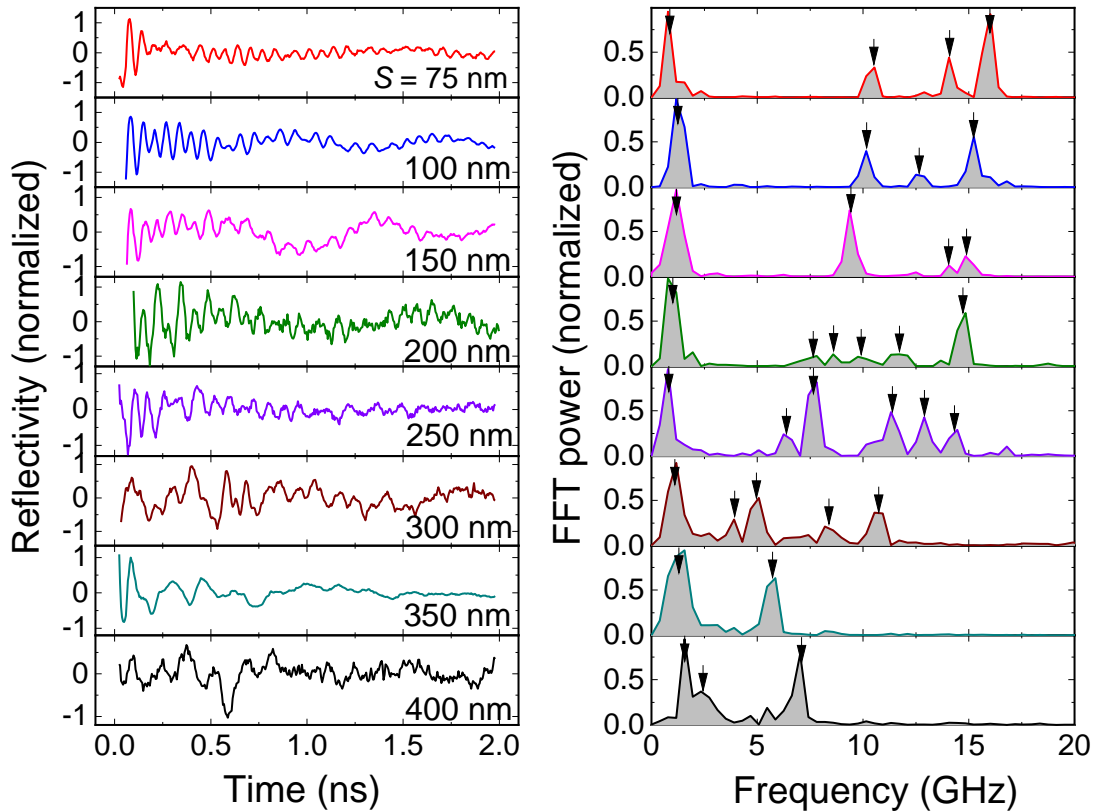 Reflectivity (normalized)
1
0
-1
S = 75 nm
1
0
-1
100 nm
1
0
-1
150 nm
1
0
-1
200 nm
1
0
-1
250 nm
1
0
-1
300 nm
1
0
-1
350 nm
1
0
-1
400 nm
0.0 0.5 1.0 1.5 2.0
Time (ns)
FFT power (normalized)
0.5
0.0
0.5
0.0
0.5
0.0
0.5
0.0
0.5
0.0
0.5
0.0
0.5
0.0
0.5
0.0
0 5 10 15 20
Frequency (GHz)